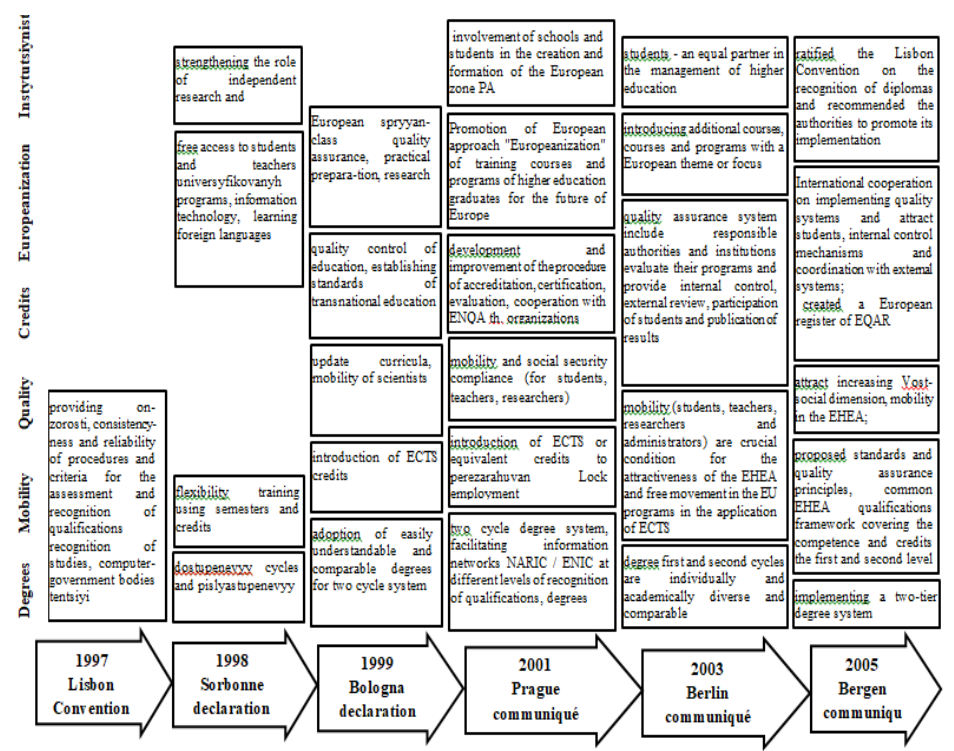 Instytutsiynist
Europeanization
Credits
Quality
Mobility
Degrees
providing on-
zorosti, consistency-
ness and reliability
of procedures and
criteria for the
assessment and
recognition of
qualifications
recognition of
studies, computer-
government bodies
tentsiyi
strengthening the role
of independent
research and
free access to students
and teachers
universyfikovanyh
programs, information
technology, learning
foreign languages
flexibility training
using semesters and
credits
dostupenevyy cycles
and pislyastupenevyy
European spryyan-
class quality
assurance, practical
prepara-tion, research
quality control of
education, establishing
standards of
transnational education
update curricula,
mobility of scientists
introduction of ECTS
credits
adoption of easily
understandable and
comparable degrees
for two cycle system
involvement of schools and
students in the creation and
formation of the European
zone PA
Promotion of European
approach "Europeanization"
of training courses and
programs of higher education
graduates for the future of
Europe
development and
improvement of the procedure
of accreditation, certification,
evaluation, cooperation with
ENQA th. organizations
mobility and social security
compliance (for students,
teachers, researchers)
introduction of ECTS or
equivalent credits to
perezarahuvan Lock
employment
two cycle degree system,
facilitating information
networks NARIC / ENIC at
different levels of recognition
of qualifications, degrees
students - an equal partner in
the management of higher
education
introducing additional courses,
courses and programs with a
European theme or focus
quality assurance system
include responsible
authorities and institutions
evaluate their programs and
provide internal control,
external review, participation
of students and publication of
results
mobility (students, teachers,
researchers and
administrators) are crucial
condition for the
attractiveness of the EHEA
and free movement in the EU
programs in the application
of ECTS
degree first and second cycles
are individually and
academically diverse and
comparable
ratified the Lisbon
Convention on the
recognition of diplomas
and recommended the
authorities to promote its
implementation
International cooperation
on implementing quality
systems and attract
students, internal control
mechanisms and
coordination with external
systems;
created a European
register of EQAR
attract increasing Vost-
social dimension, mobility
in the EHEA;
proposed standards and
quality assurance
principles, common
EHEA qualifications
framework covering the
competence and credits
the first and second level
implementing a two-tier
degree system
1997
Lisbon
Convention
1998
Sorbonne
declaration
1999
Bologna
declaration
2001
Prague
communiqué
2003
Berlin
communiqué
2005
Bergen
communiqu